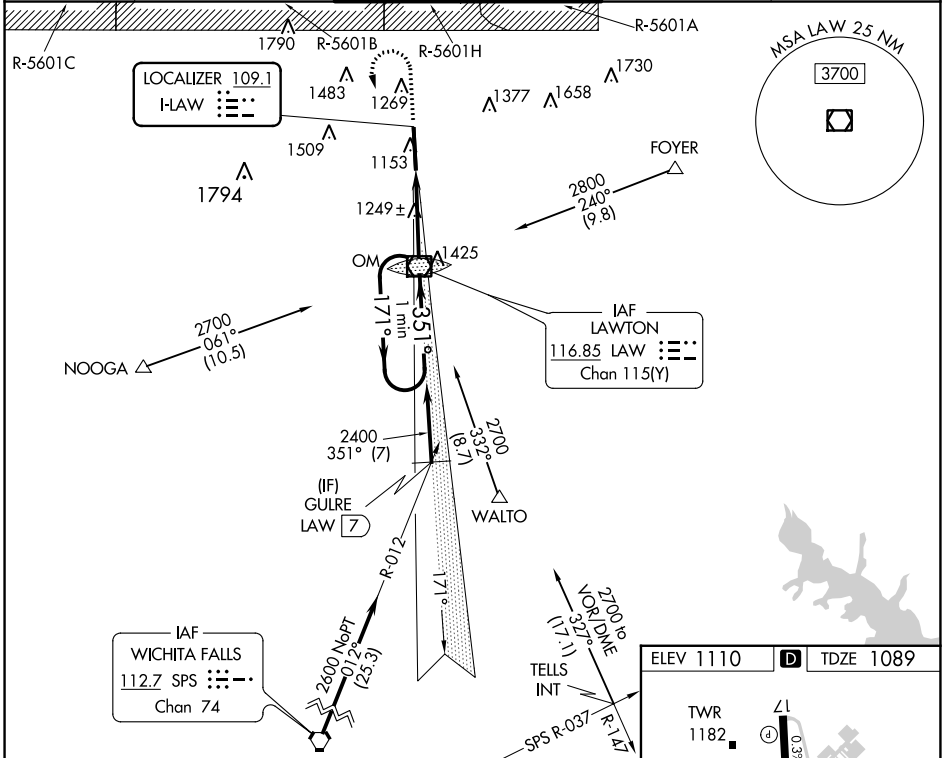 R-5601C
1790
R-5601B
R-5601H
R-5601A
MSA LAW 25 NM
3700
LOCALIZER 109.1
I-LAW
1483
1269
1377
1658
1730
1509
1153
1794
FOYER
2800
240°
(9.8)
1249±
OM
1425
171°
1 min
351°
2700
061°
(10.5)
NOOGA
IAF
LAWTON
116.85 LAW
Chan 115(Y)
2400
351° (7)
2700
332°
(8.7)
WALTO
(IF)
GULRE
LAW 7
R-012
171°
2600 NoPT
012°
(25.3)
IAF
WICHITA FALLS
112.7 SPS
Chan 74
2700 to
VOR/DME
327°
(17.1)
TELLS
INT
SPS R-037
R-147
ELEV 1110 D TDZE 1089
TWR
1182
P
17